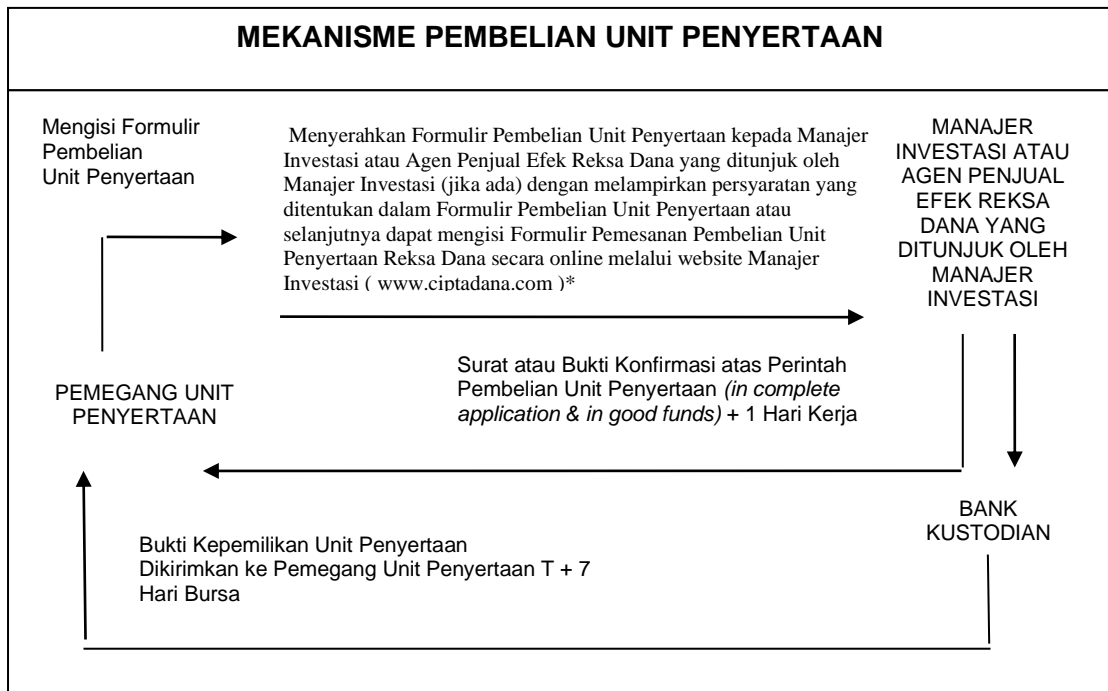 MEKANISME PEMBELIAN UNIT PENYERTAAN
Mengisi Formulir
Pembelian
Unit Penyertaan
Menyerahkan Formulir Pembelian Unit Penyertaan kepada Manajer
Investasi atau Agen Penjual Efek Reksa Dana yang ditunjuk oleh
Manajer Investasi (jika ada) dengan melampirkan persyaratan yang
ditentukan dalam Formulir Pembelian Unit Penyertaan atau
selanjutnya dapat mengisi Formulir Pemesanan Pembelian Unit
Penyertaan Reksa Dana secara online melalui website Manajer
Investasi ( www.ciptadana.com )*
MANAJER
INVESTASI ATAU
AGEN PENJUAL
EFEK REKSA
DANA YANG
DITUNJUK OLEH
MANAJER
INVESTASI
PEMEGANG UNIT
PENYERTAAN
Surat atau Bukti Konfirmasi atas Perintah
Pembelian Unit Penyertaan (in complete
application & in good funds) + 1 Hari Kerja
BANK
KUSTODIAN
Bukti Kepemilikan Unit Penyertaan
Dikirimkan ke Pemegang Unit Penyertaan T + 7
Hari Bursa